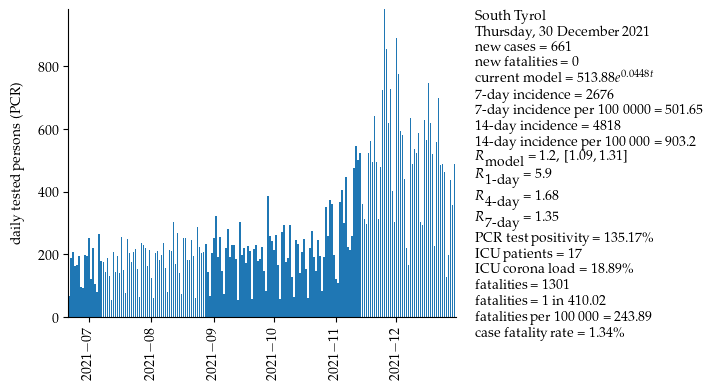 South Tyrol
Thursday, 30 December 2021
new cases = 661
new fatalities = 0
current model = 513.88e^0.0448t
7-day incidence = 2676
7-day incidence per 100 0000 = 501.65
14-day incidence = 4818
14-day incidence per 100 000 = 903.2
R_model = 1.2, [1.09, 1.31]
R_1-day = 5.9
R_4-day = 1.68
R_7-day = 1.35
PCR test positivity = 135.17%
ICU patients = 17
ICU corona load = 18.89%
fatalities = 1301
fatalities = 1 in 410.02
fatalities per 100 000 = 243.89
case fatality rate = 1.34%
daily tested persons (PCR)
800
600
400
200
0
2021−07
2021−08
2021−09
2021−10
2021−11
2021−12